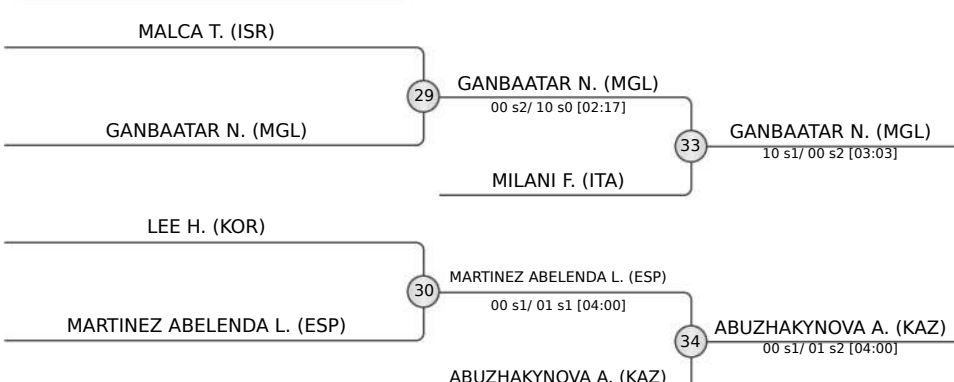 MALCA T. (ISR)
29
GANBAATAR N. (MGL)
00 s2/ 10 s0 [02:17]
GANBAATAR N. (MGL)
33
GANBAATAR N. (MGL)
10 s1/ 00 s2 [03:03]
MILANI F. (ITA)
LEE H. (KOR)
30
MARTINEZ ABELENDA L. (ESP)
00 s1/ 01 s1 [04:00]
MARTINEZ ABELENDA L. (ESP)
34
ABUZHAKYNOVA A. (KAZ)
00 s1/ 01 s2 [04:00]
ABUZHAKYNOVA A. (KAZ)